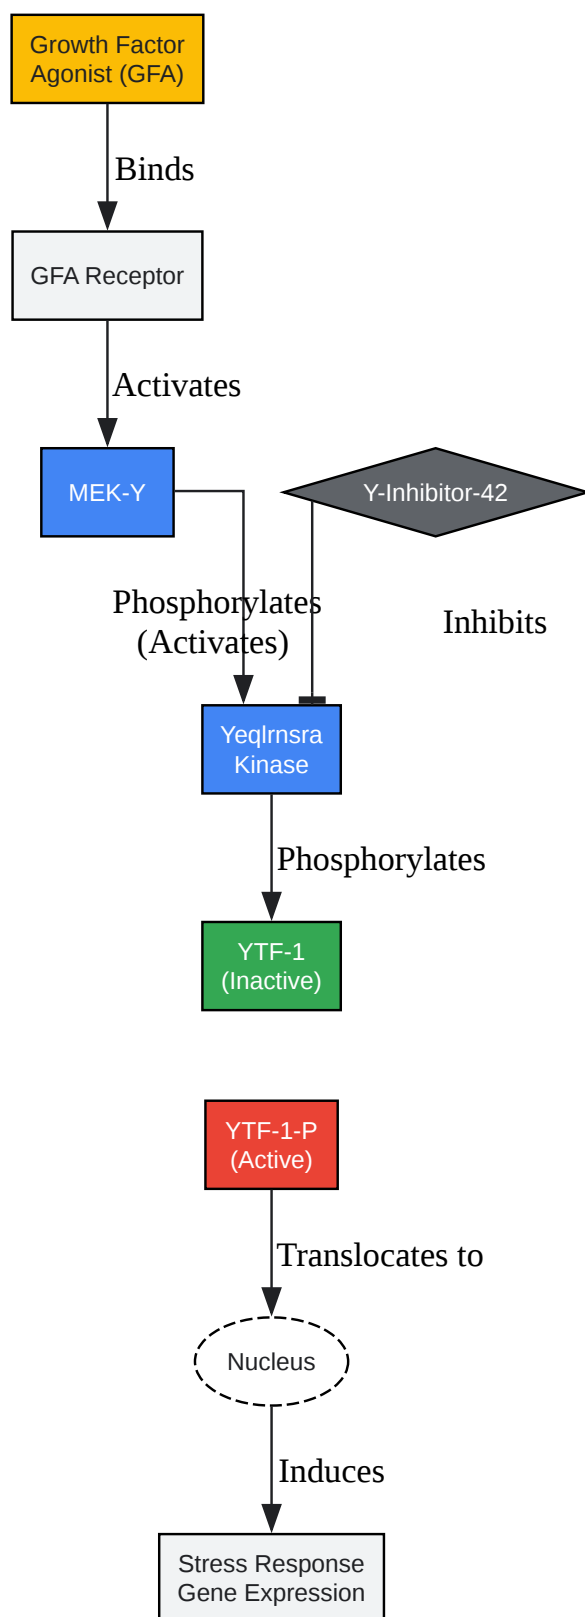 Growth Factor
Agonist (GFA)
Binds
GFA Receptor
Activates
MEK-Y
Y-Inhibitor-42
Phosphorylates
(Activates)
Inhibits
Yeqlrnsra
Kinase
Phosphorylates
YTF-1
(Inactive)
YTF-1-P
(Active)
Translocates to
Nucleus
Induces
Stress Response
Gene Expression